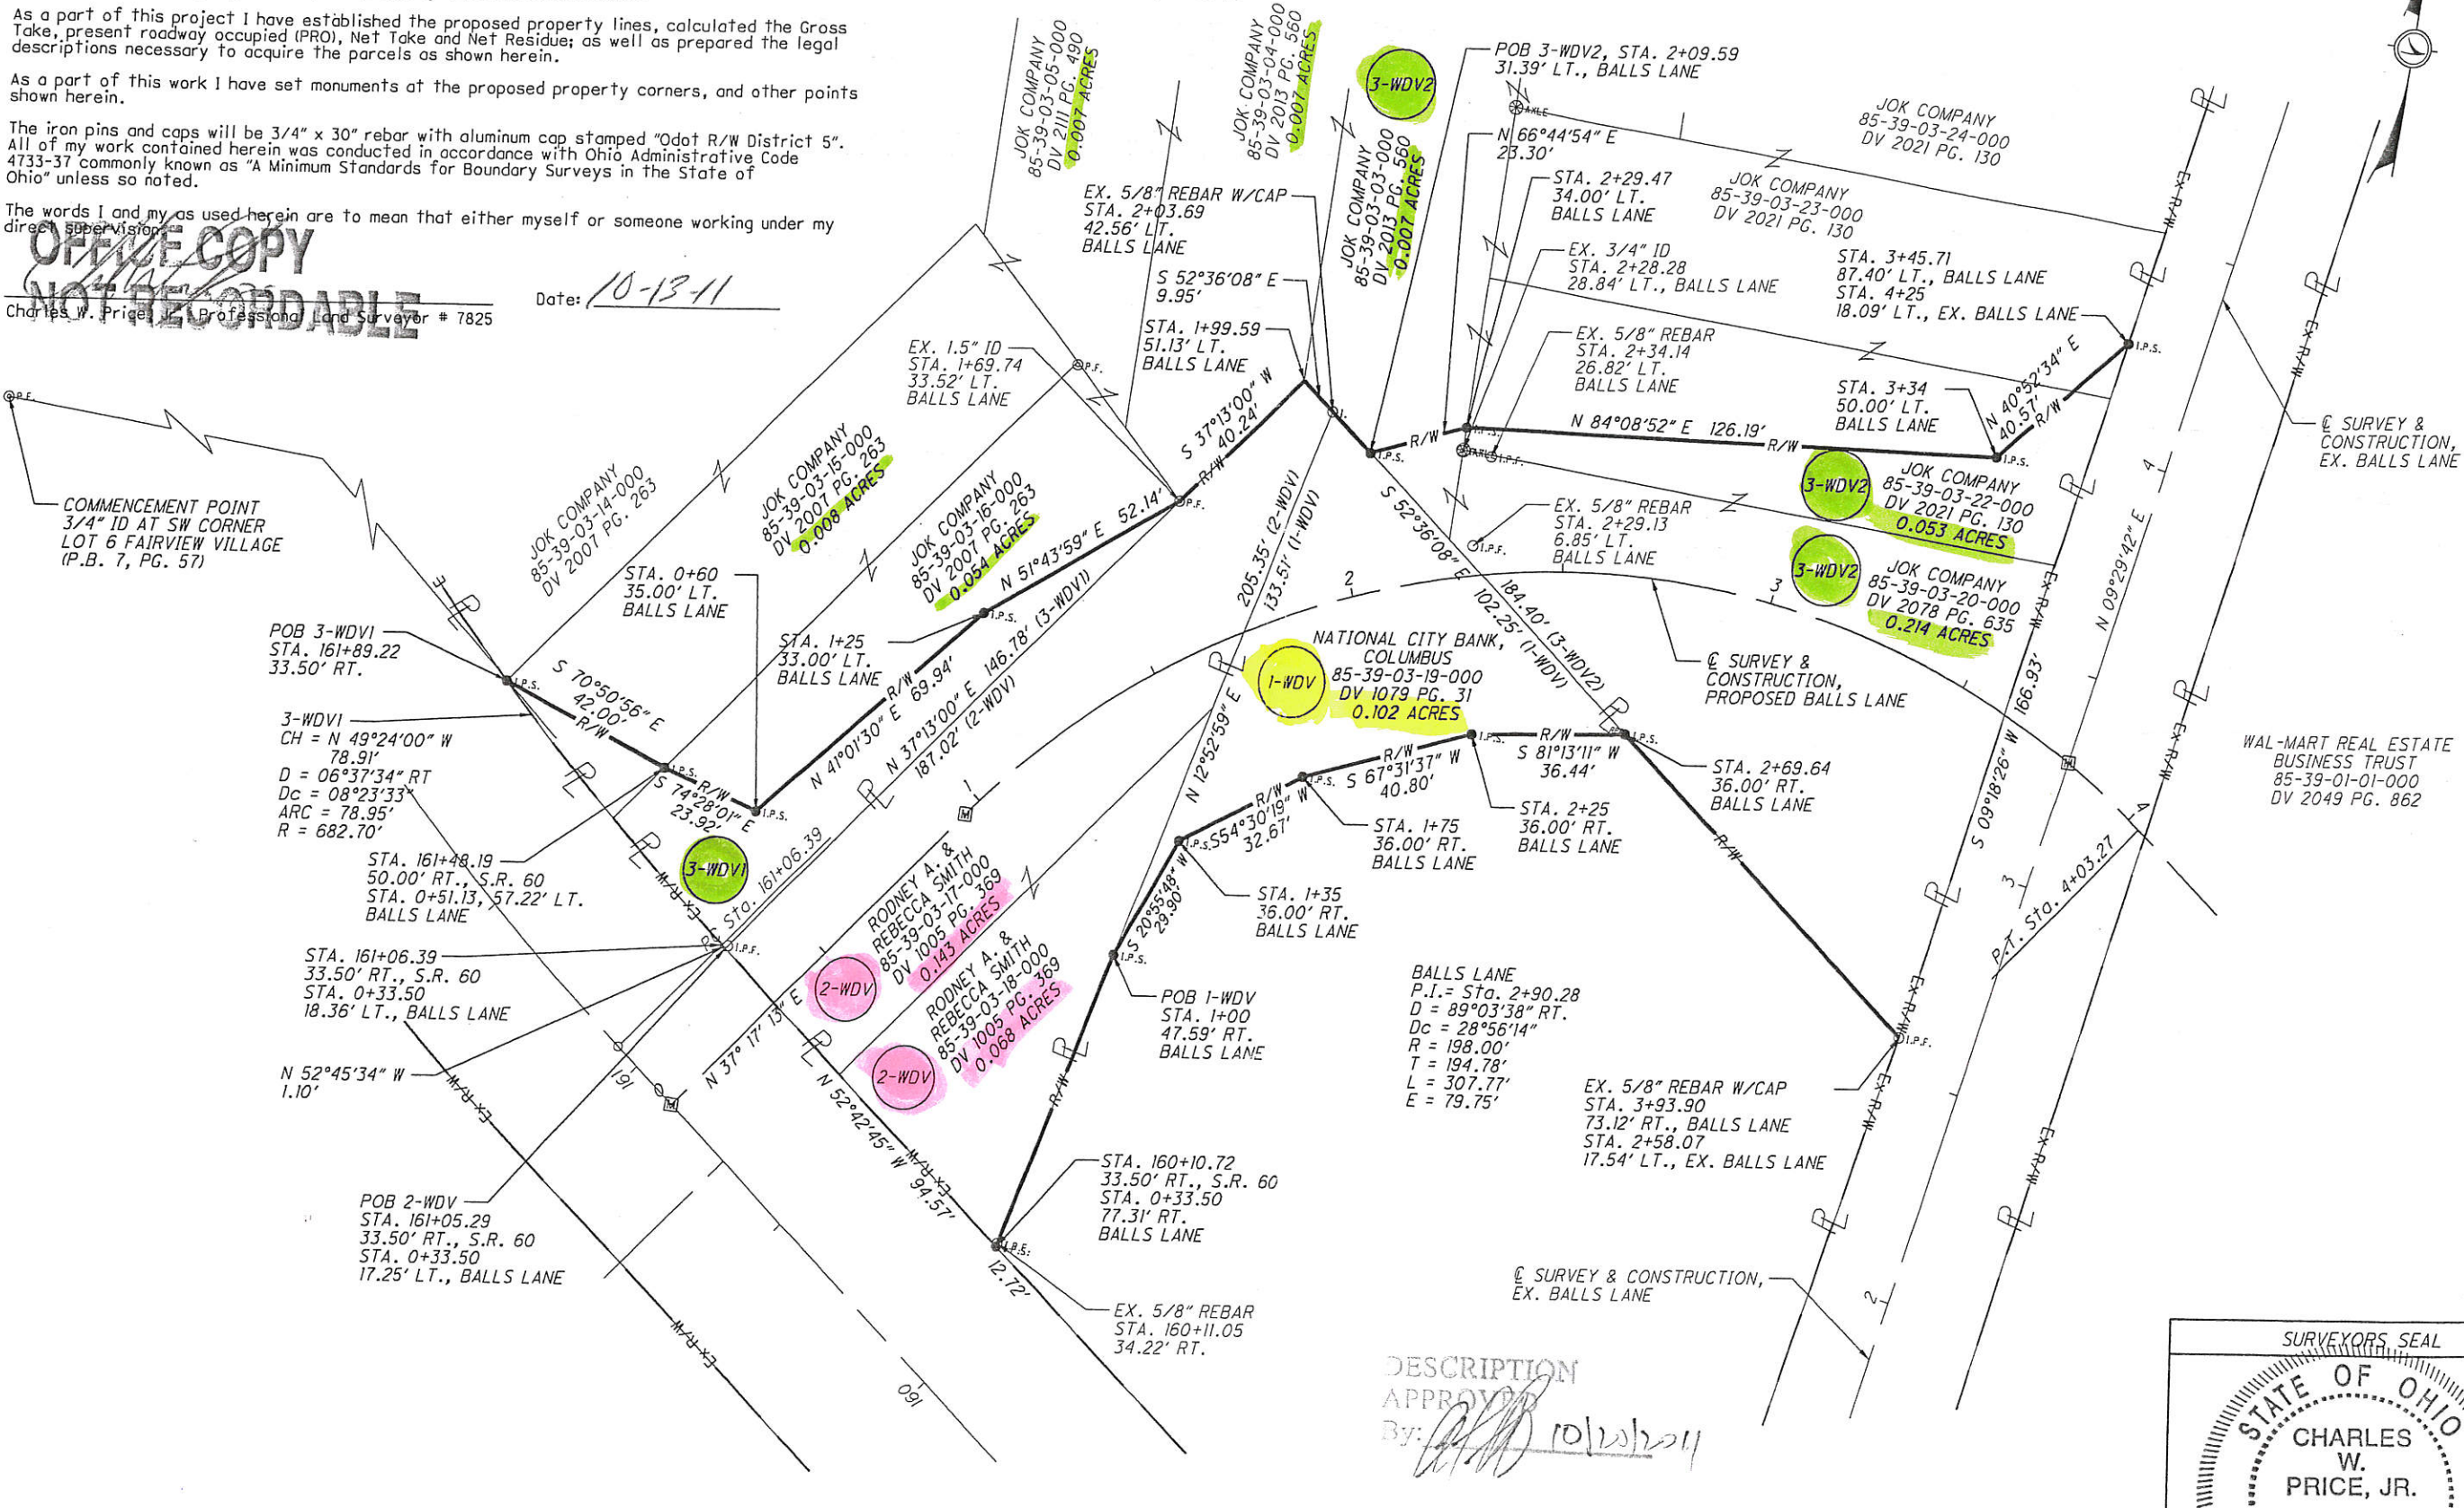 As a part of this project I have established the proposed property lines, calculated the Gross
Take, present roadway occupied (PRO), Net Take and Net Residue; as well as prepared the legal
descriptions necessary to acquire the parcels as shown herein.
As a part of this work I have set monuments at the proposed property corners, and other points
shown herein.
The iron pins and caps will be 3/4" x 30" rebar with aluminum cap stamped "Odot R/W District 5".
All of my work contained herein was conducted in accordance with Ohio Administrative Code
4733-37 commonly known as "A Minimum Standards for Boundary Surveys in the State of
Ohio" unless so noted.
The words I and my as used herein are to mean that either myself or someone working under my
direct supervision.
OFFICE COPY
NOT RECORDABLE
Charles W. Price, Jr. Professional Land Surveyor # 7825
Date: 10-13-11
JOK COMPANY
85-39-03-05-000
DV 2111 PG. 490
0.007 ACRES
JOK COMPANY
85-39-03-04-000
DV 2013 PG. 560
0.007 ACRES
3-WDV2
JOK COMPANY
85-39-03-03-000
DV 2013 PG. 560
0.007 ACRES
POB 3-WDV2, STA. 2+09.59
31.39' LT., BALLS LANE
AXLE
N 66°44'54" E
23.30'
STA. 2+29.47
34.00' LT.
BALLS LANE
JOK COMPANY
85-39-03-24-000
DV 2021 PG. 130
JOK COMPANY
85-39-03-23-000
DV 2021 PG. 130
EX. 5/8" REBAR W/CAP
STA. 2+03.69
42.56' LT.
BALLS LANE
S 52°36'08" E
9.95'
STA. 1+99.59
51.13' LT.
BALLS LANE
EX. 3/4" ID
STA. 2+28.28
28.84' LT., BALLS LANE
STA. 3+45.71
87.40' LT., BALLS LANE
STA. 4+25
18.09' LT., EX. BALLS LANE
I.P.S.
EX. 1.5" ID
STA. 1+69.74
33.52' LT.
BALLS LANE
P.F.
EX. 5/8" REBAR
STA. 2+34.14
26.82' LT.
BALLS LANE
STA. 3+34
50.00' LT.
BALLS LANE
N 40°52'34" E
40.57'
R/W
S 37°13'00" W
40.24'
R/W
R/W
N 84°08'52" E 126.19'
R/W
I.P.S.
I.P.S.
I.P.S.
AXLE
I.P.F.
P.F.
P.F.
COMMENCEMENT POINT
3/4" ID AT SW CORNER
LOT 6 FAIRVIEW VILLAGE
(P.B. 7, PG. 57)
JOK COMPANY
85-39-03-14-000
DV 2007 PG. 263
JOK COMPANY
85-39-03-15-000
DV 2007 PG. 263
0.008 ACRES
JOK COMPANY
85-39-03-16-000
DV 2007 PG. 263
0.054 ACRES
N 51°43'59" E 52.14'
3-WDV2
JOK COMPANY
85-39-03-22-000
DV 2021 PG. 130
0.053 ACRES
3-WDV2
JOK COMPANY
85-39-03-20-000
DV 2078 PG. 635
0.214 ACRES
℄ SURVEY &
CONSTRUCTION,
EX. BALLS LANE
EX. 5/8" REBAR
STA. 2+29.13
6.85' LT.
BALLS LANE
I.P.F.
STA. 0+60
35.00' LT.
BALLS LANE
STA. 1+25
33.00' LT.
BALLS LANE
I.P.S.
POB 3-WDV1
STA. 161+89.22
33.50' RT.
I.P.S.
S 70°50'56" E
42.00'
R/W
3-WDV1
CH = N 49°24'00" W
78.91'
D = 06°37'34" RT
Dc = 08°23'33"
ARC = 78.95'
R = 682.70'
I.P.S.
R/W
S 74°28'01" E
23.92'
I.P.S.
N 41°01'30" E 69.94'
R/W
N 37°13'00" E 146.78' (3-WDV1)
187.02' (2-WDV)
205.35' (2-WDV)
133.51' (1-WDV)
N 12°52'59" E
S 52°36'08" E
184.40' (3-WDV2)
102.25' (1-WDV)
1
2
3
4
1-WDV
NATIONAL CITY BANK,
COLUMBUS
85-39-03-19-000
DV 1079 PG. 31
0.102 ACRES
℄ SURVEY &
CONSTRUCTION,
PROPOSED BALLS LANE
N 09°29'42" E
S 09°18'26" W 166.93'
WAL-MART REAL ESTATE
BUSINESS TRUST
85-39-01-01-000
DV 2049 PG. 862
STA. 161+48.19
50.00' RT., S.R. 60
STA. 0+51.13, 57.22' LT.
BALLS LANE
3-WDV1
Sta. 161+06.39
I.P.F.
I.P.S.
S 54°30'19" W
32.67'
R/W
I.P.S.
S 67°31'37" W
40.80'
R/W
I.P.S.
R/W
S 81°13'11" W
36.44'
I.P.S.
STA. 2+69.64
36.00' RT.
BALLS LANE
R/W
STA. 2+25
36.00' RT.
BALLS LANE
STA. 1+75
36.00' RT.
BALLS LANE
STA. 1+35
36.00' RT.
BALLS LANE
S 20°55'48" W
29.90'
I.P.S.
POB 1-WDV
STA. 1+00
47.59' RT.
BALLS LANE
RODNEY A. &
REBECCA SMITH
85-39-03-17-000
DV 1005 PG. 369
0.143 ACRES
2-WDV
RODNEY A. &
REBECCA SMITH
85-39-03-18-000
DV 1005 PG. 369
0.068 ACRES
2-WDV
STA. 161+06.39
33.50' RT., S.R. 60
STA. 0+33.50
18.36' LT., BALLS LANE
N 52°45'34" W
1.10'
N 37° 17' 13" E
N 52°42'45" W 94.57'
Ex R/W
R/W
BALLS LANE
P.I.= Sta. 2+90.28
D = 89°03'38" RT.
Dc = 28°56'14"
R = 198.00'
T = 194.78'
L = 307.77'
E = 79.75'
P.T. Sta. 4+03.27
EX. 5/8" REBAR W/CAP
STA. 3+93.90
73.12' RT., BALLS LANE
STA. 2+58.07
17.54' LT., EX. BALLS LANE
I.P.F.
POB 2-WDV
STA. 161+05.29
33.50' RT., S.R. 60
STA. 0+33.50
17.25' LT., BALLS LANE
STA. 160+10.72
33.50' RT., S.R. 60
STA. 0+33.50
77.31' RT.
BALLS LANE
I.P.S.
12.72'
EX. 5/8" REBAR
STA. 160+11.05
34.22' RT.
℄ SURVEY & CONSTRUCTION,
EX. BALLS LANE
161
160
2
3
4
Ex R/W
DESCRIPTION
APPROVED
By: 10/20/2011
SURVEYORS SEAL
STATE OF OHIO
CHARLES
W.
PRICE, JR.